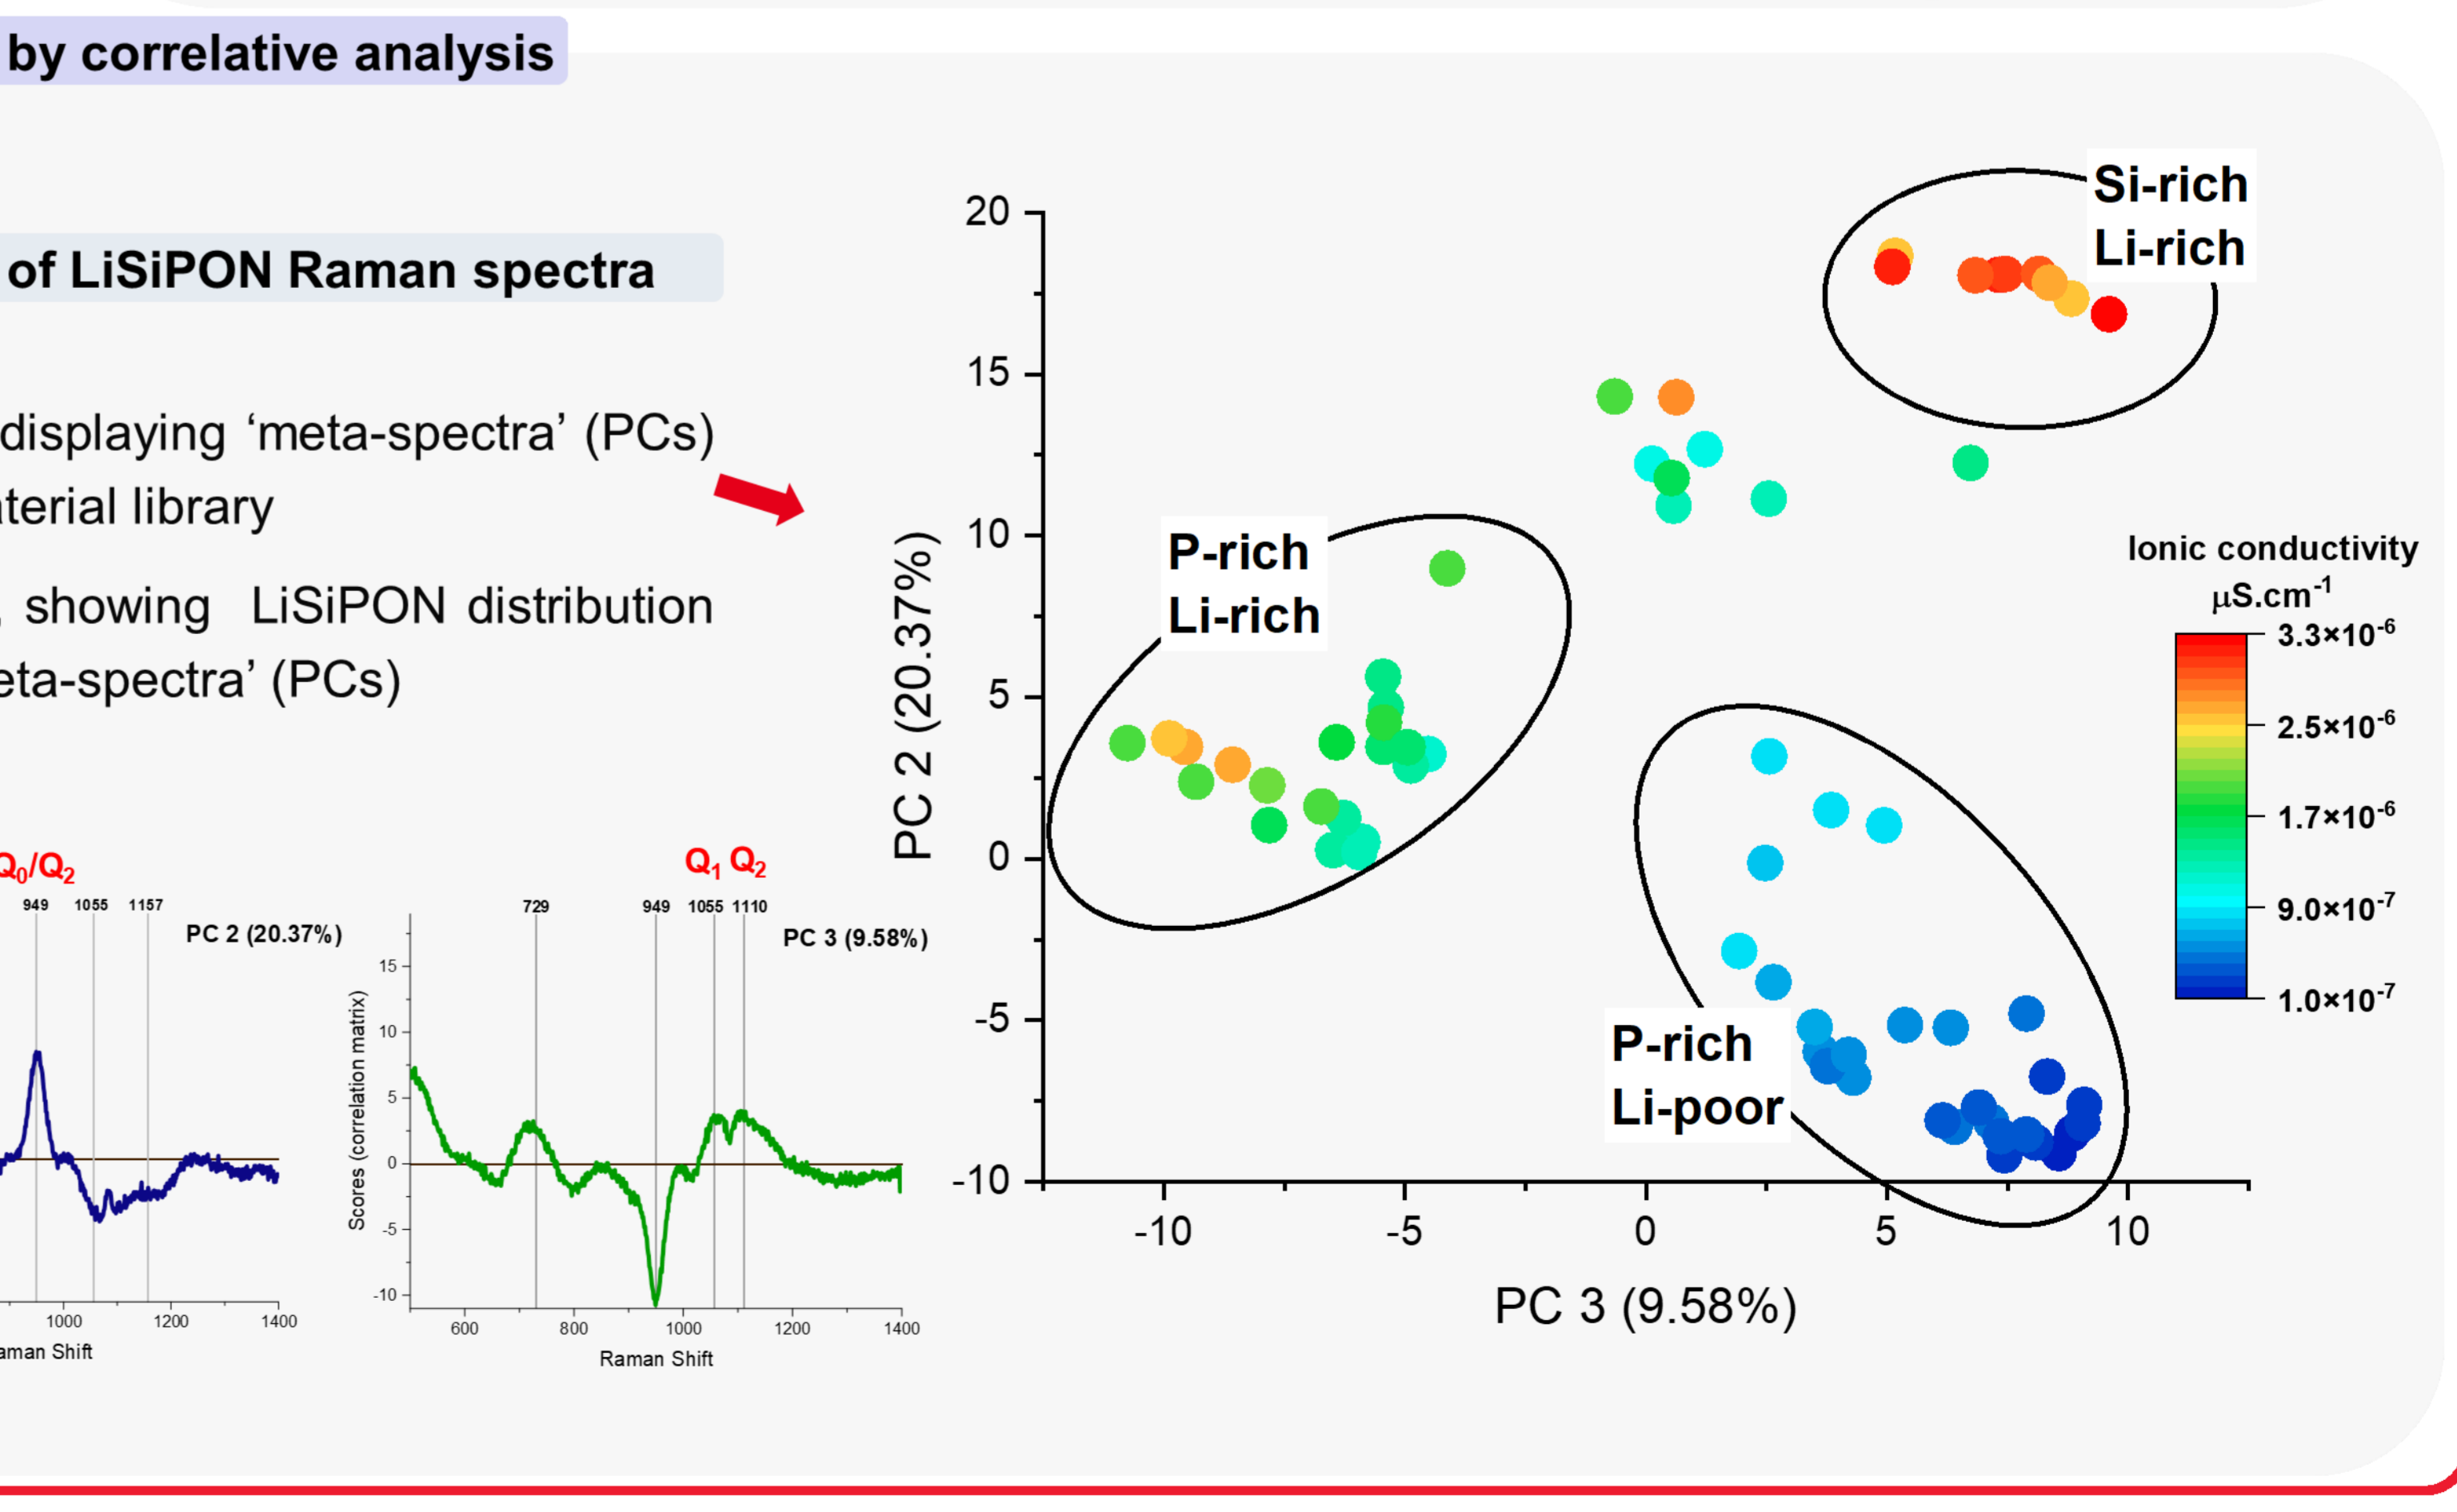 by correlative analysis
of LiSiPON Raman spectra
displaying ‘meta-spectra’ (PCs)
library
showing LiSiPON distribution
(PCs)
Q0/Q2
949 1055 1157
PC 2 (20.37%)
1000 1200 1400
Shift
Q1 Q2
729 949 1055 1110
PC 3 (9.58%)
Scores (correlation matrix)
15
10
5
0
-5
-10
600 800 1000 1200 1400
Raman Shift
PC 2 (20.37%)
20
15
10
5
0
-5
-10
-10 -5 0 5 10
PC 3 (9.58%)
Si-rich
Li-rich
P-rich
Li-rich
P-rich
Li-poor
Ionic conductivity
μS.cm⁻¹
3.3×10⁻⁶
2.5×10⁻⁶
1.7×10⁻⁶
9.0×10⁻⁷
1.0×10⁻⁷